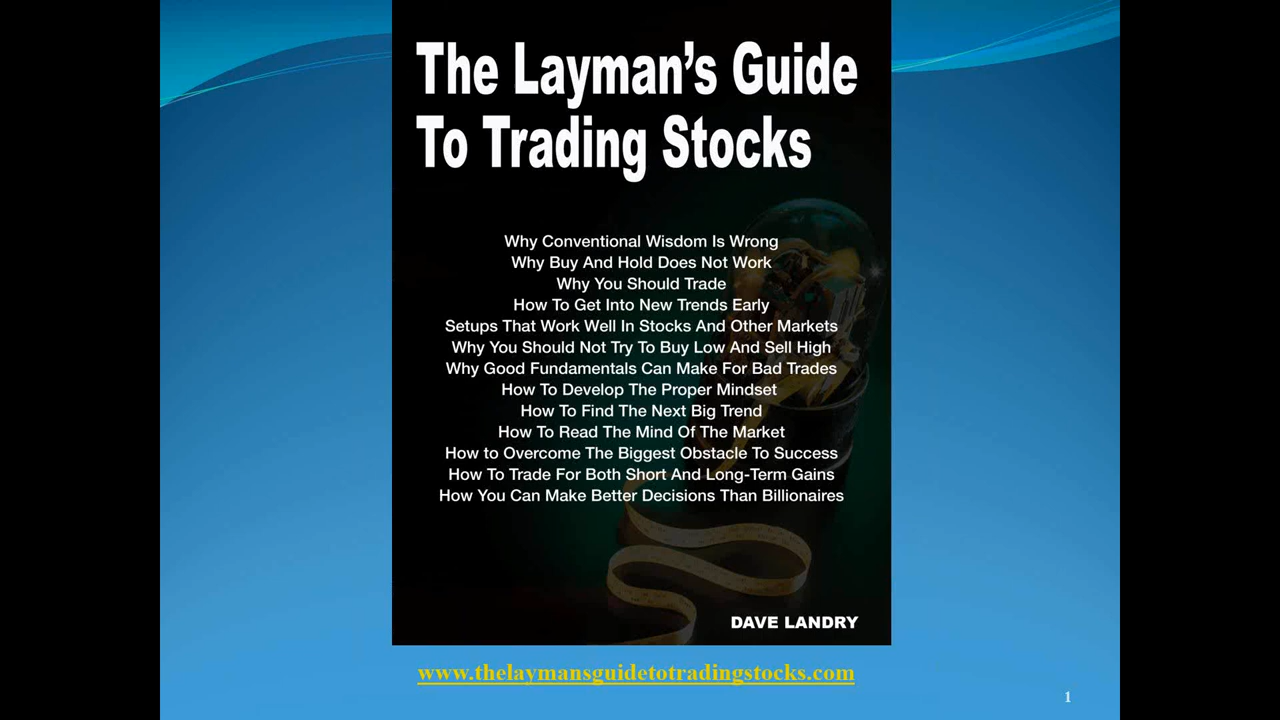 The Layman's Guide
To Trading Stocks
Why Conventional Wisdom Is Wrong
Why Buy And Hold Does Not Work
Why You Should Trade
How To Get Into New Trends Early
Setups That Work Well In Stocks And Other Markets
Why You Should Not Try To Buy Low And Sell High
Why Good Fundamentals Can Make For Bad Trades
How To Develop The Proper Mindset
How To Find The Next Big Trend
How To Read The Mind Of The Market
How to Overcome The Biggest Obstacle To Success
How To Trade For Both Short And Long-Term Gains
How You Can Make Better Decisions Than Billionaires
DAVE LANDRY
www.thelaymansguidetotradingstocks.com
1